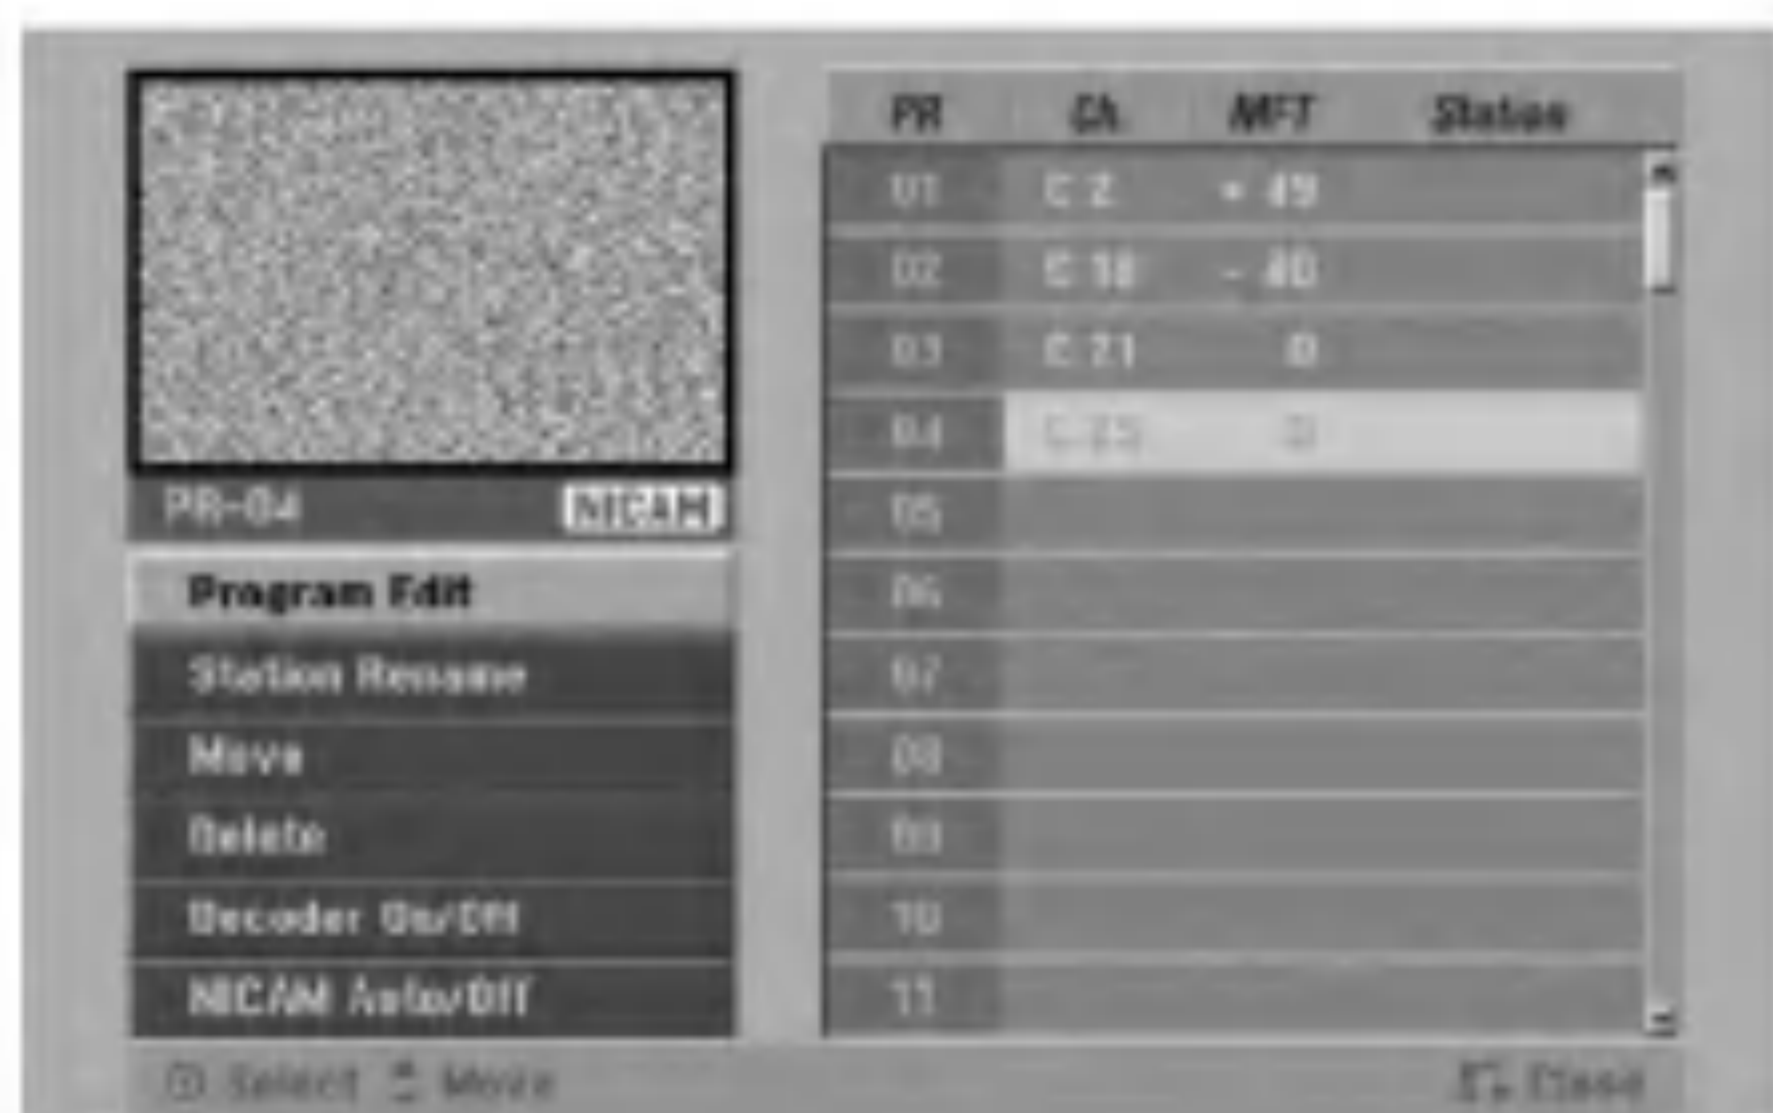 PR Ch. MFT Station
01 C 2 + 49
02 C 10 - 40
03 C 21 0
04 0
05
06
07
08
09
10
11
PR-04 NICAM
Program Edit
Station Rename
Move
Delete
Decoder On/Off
NICAM Auto/Off
Select Move Close